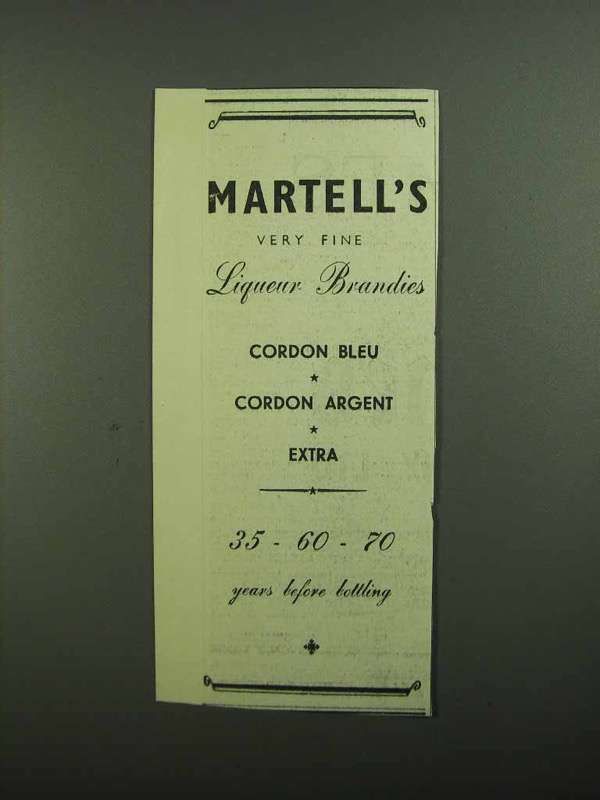 MARTELL'S
VERY FINE
Liqueur Brandies
CORDON BLEU
CORDON ARGENT
EXTRA
35 - 60 - 70
years before bottling